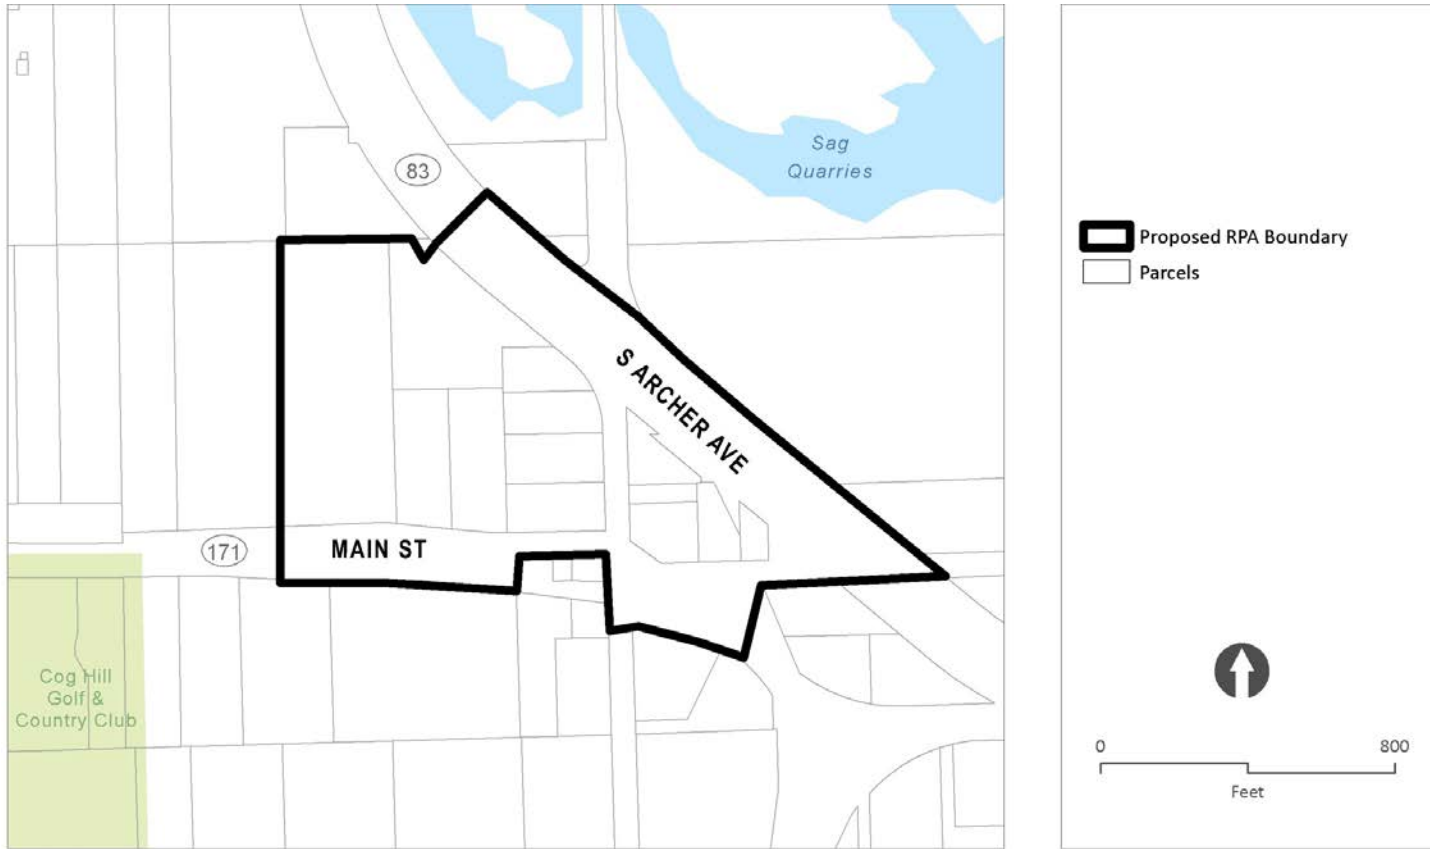 Sag
Quarries
83
S ARCHER AVE
171
MAIN ST
Cog Hill
Golf &
Country Club
Proposed RPA Boundary
Parcels
0
800
Feet